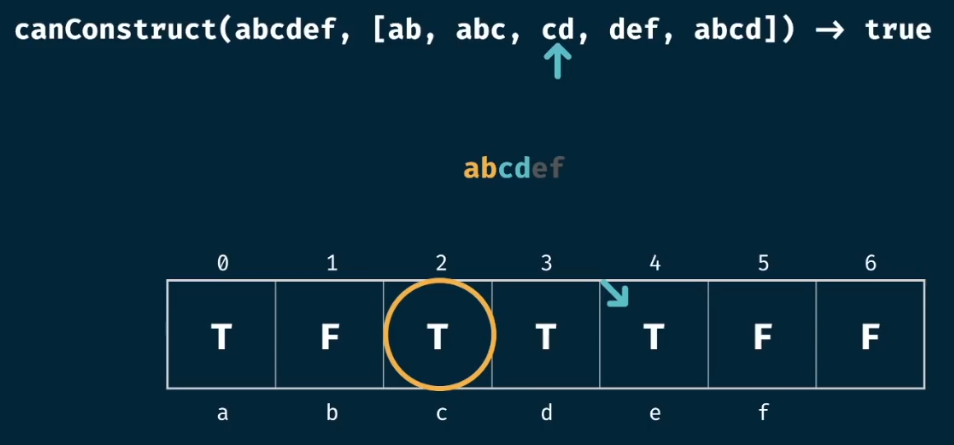 canConstruct(abcdef, [ab, abc, cd, def, abcd]) → true
abcdef
0 1 2 3 4 5 6
T F T T T F F
a b c d e f